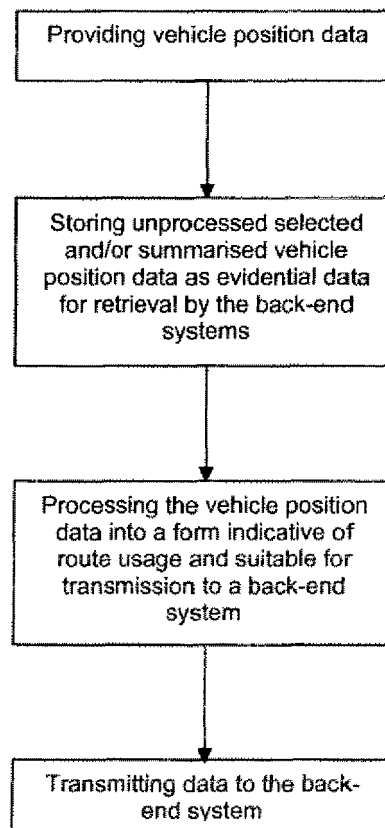 Providing vehicle position data
Storing unprocessed selected
and/or summarised vehicle
position data as evidential data
for retrieval by the back-end
systems
Processing the vehicle position
data into a form indicative of
route usage and suitable for
transmission to a back-end
system
Transmitting data to the back-
end system